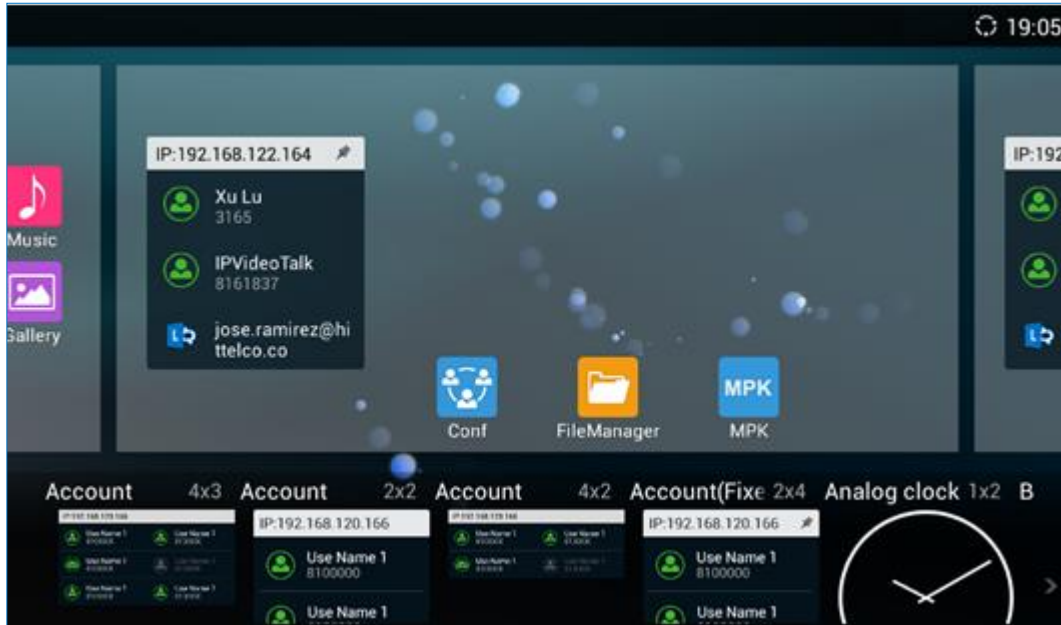 19:05
IP:192.168.122.164
IP:192
Xu Lu
3165
Music
IPVideoTalk
8161837
Gallery
jose.ramirez@hi
ttelco.co
MPK
Conf
FileManager
MPK
Account 4x3
Account 2x2
Account 4x2
Account(Fixe 2x4
Analog clock 1x2
B
IP:192.168.120.166
IP:192.168.120.166
Use Name 1
8100000
Use Name 1
8100000
Use Name 1
Use Name 1